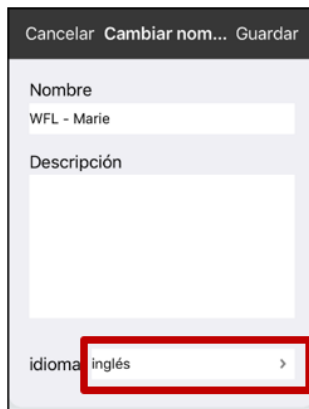 Cancelar Cambiar nom... Guardar
Nombre
WFL - Marie
Descripción
idioma inglés >